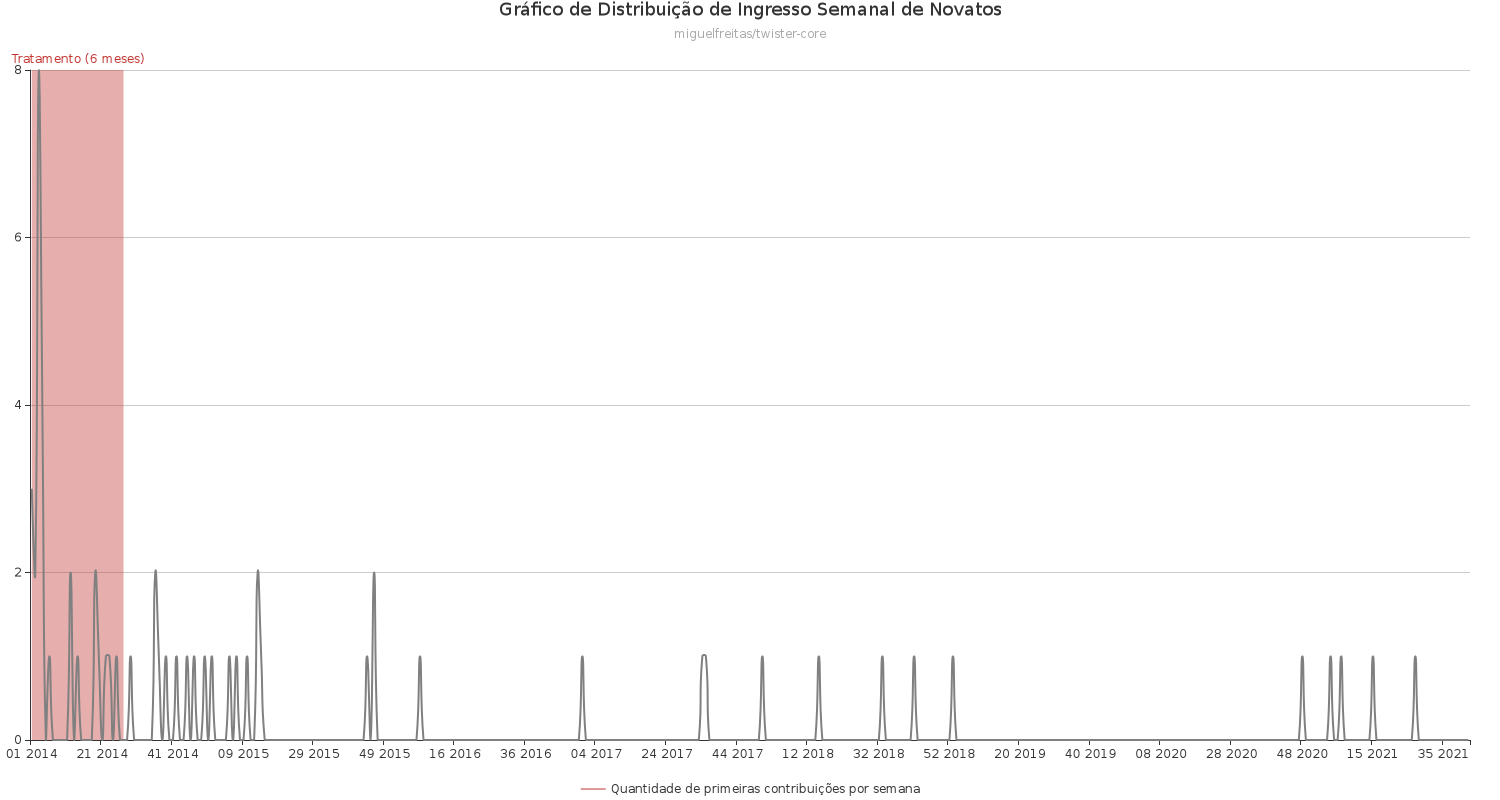 Gráfico de Distribuição de Ingresso Semanal de Novatos
miguelfreitas/twister-core
Tratamento (6 meses)
8
6
4
2
0
01 2014 21 2014 41 2014 09 2015 29 2015 49 2015 16 2016 36 2016 04 2017 24 2017 44 2017 12 2018 32 2018 52 2018 20 2019 40 2019 08 2020 28 2020 48 2020 15 2021 35 2021
Quantidade de primeiras contribuições por semana